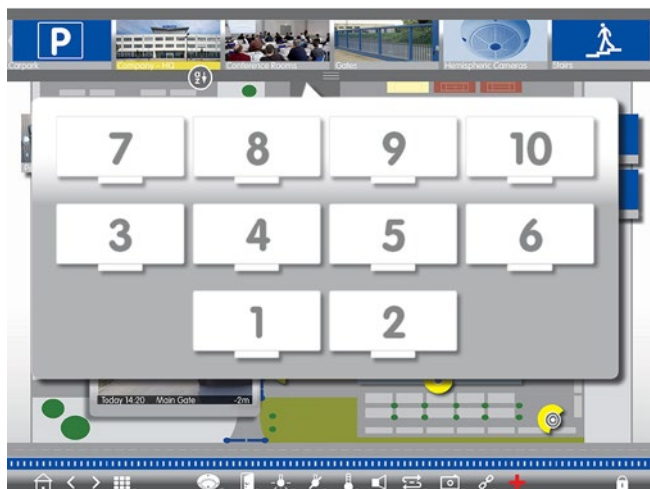 P
Carpark
Company - HQ
Conference Rooms
Gates
Hemispheric Cameras
Stairs
7 8 9 10
3 4 5 6
1 2
Today 14:20 Main Gate -2m